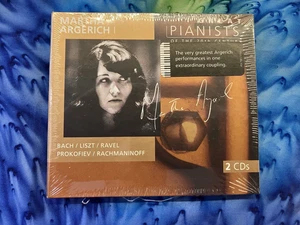 MARTHA
ARGERICH I
PIANISTS
OF THE 20TH CENTURY
The very greatest Argerich
performances in one
extraordinary coupling.
BACH / LISZT / RAVEL
PROKOFIEV / RACHMANINOFF
2 CDs